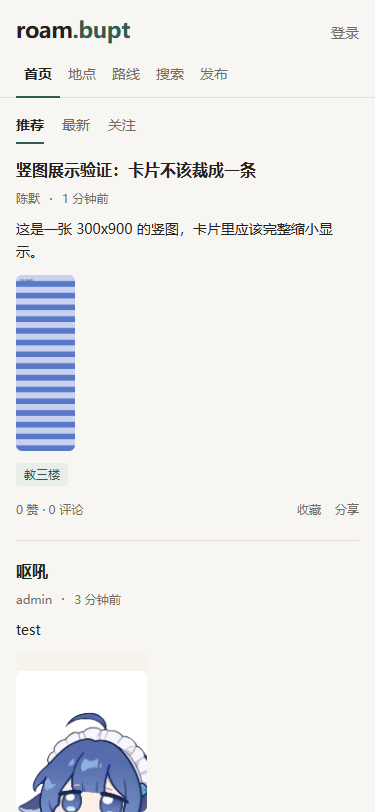 roam.bupt
登录
首页 地点 路线 搜索 发布
推荐 最新 关注
竖图展示验证：卡片不该裁成一条
陈默 · 1 分钟前
这是一张 300x900 的竖图，卡片里应该完整缩小显
示。
教三楼
0 赞 · 0 评论
收藏 分享
呕吼
admin · 3 分钟前
test